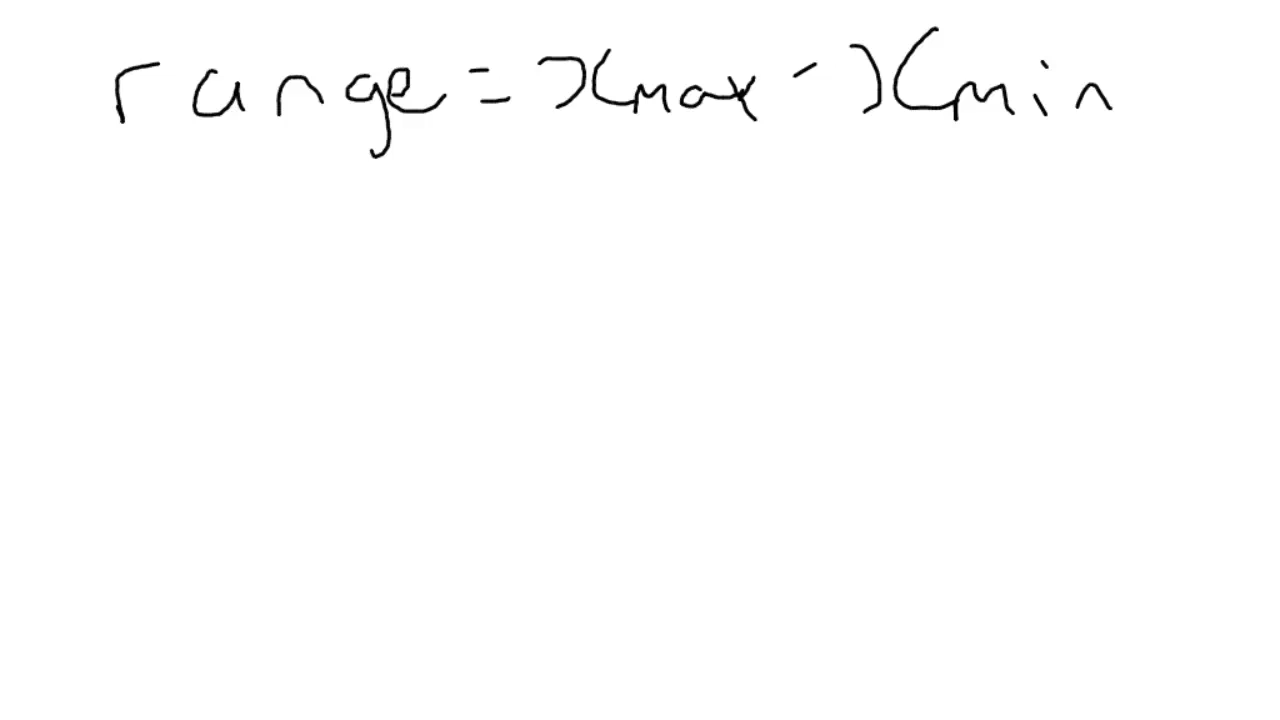 range = xmax - xmin